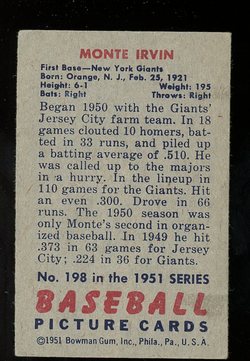 MONTE IRVIN
First Base—New York Giants
Born: Orange, N. J., Feb. 25, 1921
Height: 6-1 Weight: 195
Bats: Right Throws: Right
Began 1950 with the Giants'
Jersey City farm team. In 18
games clouted 10 homers, bat-
ted in 33 runs, and piled up
a batting average of .510. He
was called up to the majors
in a hurry. In the lineup in
110 games for the Giants. Hit
an even .300. Drove in 66
runs. The 1950 season was
only Monte's second in organ-
ized baseball. In 1949 he hit
.373 in 63 games for Jersey
City; .224 in 36 for Giants.
No. 198 in the 1951 SERIES
BASEBALL
PICTURE CARDS
©1951 Bowman Gum, Inc., Phila., Pa., U.S.A.